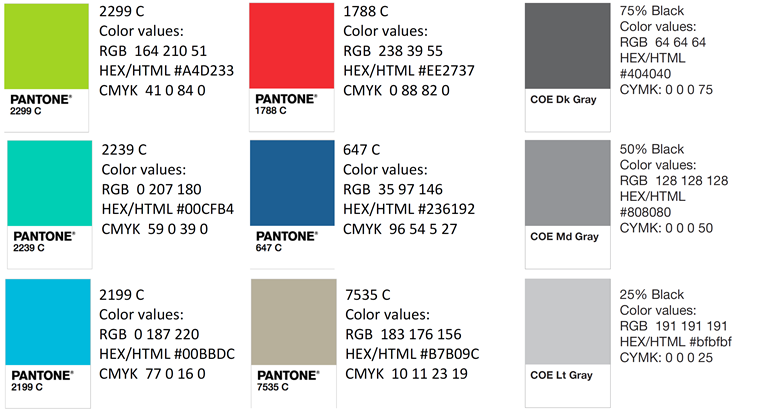 2299 C
Color values:
RGB 164 210 51
HEX/HTML #A4D233
CMYK 41 0 84 0
PANTONE®
2299 C
1788 C
Color values:
RGB 238 39 55
HEX/HTML #EE2737
CMYK 0 88 82 0
PANTONE®
1788 C
75% Black
Color values:
RGB 64 64 64
HEX/HTML
#404040
CYMK: 0 0 0 75
COE Dk Gray
2239 C
Color values:
RGB 0 207 180
HEX/HTML #00CFB4
CMYK 59 0 39 0
PANTONE®
2239 C
647 C
Color values:
RGB 35 97 146
HEX/HTML #236192
CMYK 96 54 5 27
PANTONE®
647 C
50% Black
Color values:
RGB 128 128 128
HEX/HTML
#808080
CYMK: 0 0 0 50
COE Md Gray
2199 C
Color values:
RGB 0 187 220
HEX/HTML #00BBDC
CMYK 77 0 16 0
PANTONE®
2199 C
7535 C
Color values:
RGB 183 176 156
HEX/HTML #B7B09C
CMYK 10 11 23 19
PANTONE®
7535 C
25% Black
Color values:
RGB 191 191 191
HEX/HTML #bfbfbf
CYMK: 0 0 0 25
COE Lt Gray